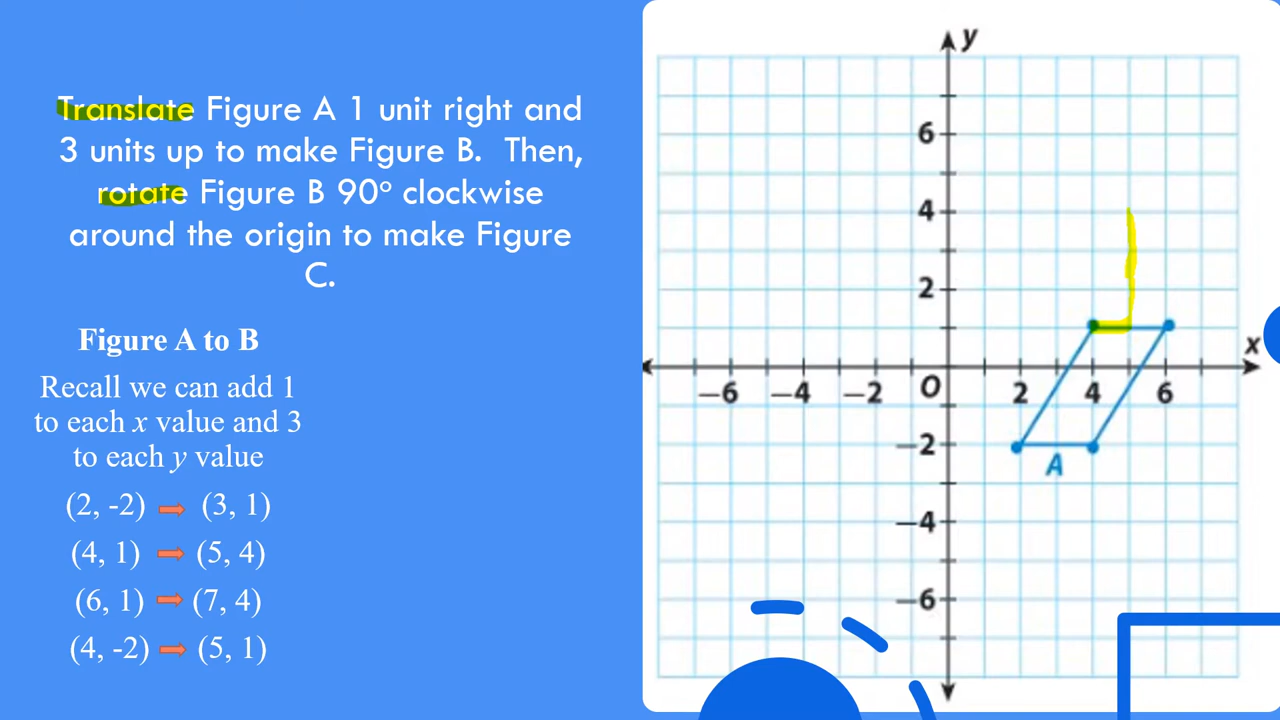 Translate Figure A 1 unit right and
3 units up to make Figure B. Then,
rotate Figure B 90° clockwise
around the origin to make Figure
C.
Figure A to B
Recall we can add 1
to each x value and 3
to each y value
(2, -2) (3, 1)
(4, 1) (5, 4)
(6, 1) (7, 4)
(4, -2) (5, 1)
y
6
4
2
x
−6 −4 −2 O 2 4 6
−2
A
−4
−6